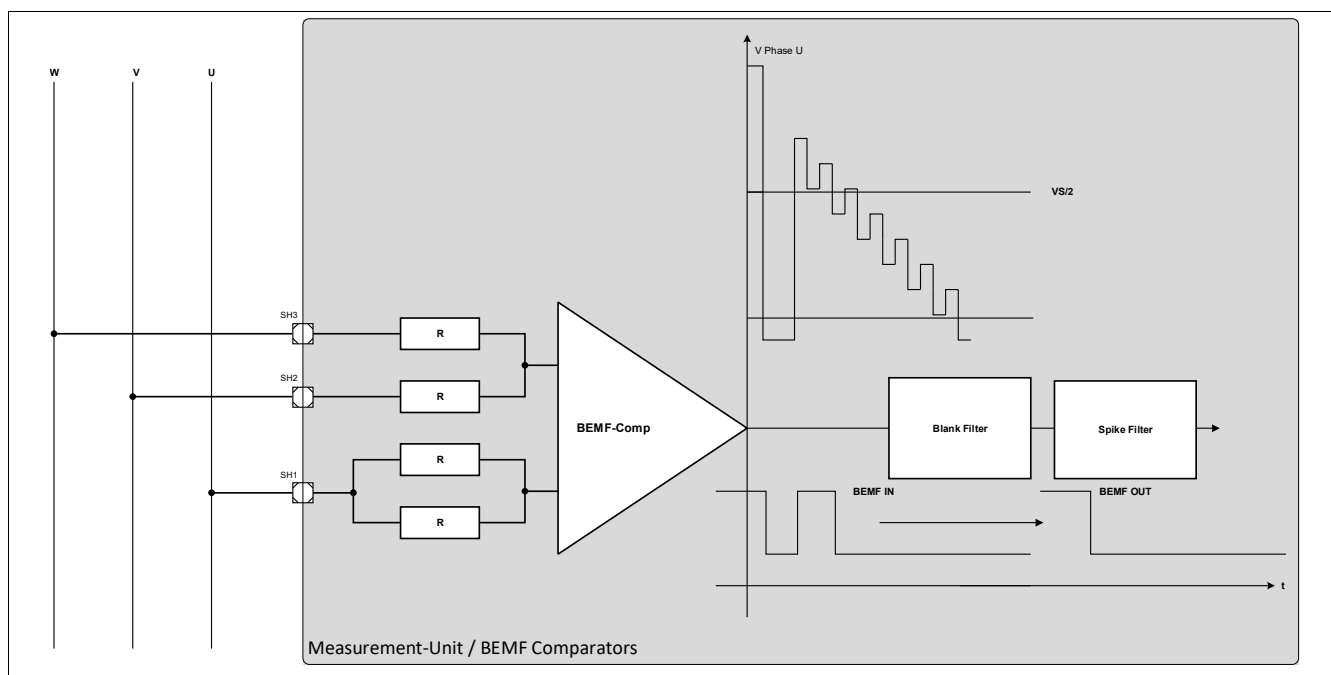 V Phase U
W V U
VS/2
SH3
R
SH2
R
BEMF-Comp
Blank Filter
Spike Filter
R
SH1
BEMF IN
BEMF OUT
R
t
Measurement-Unit / BEMF Comparators